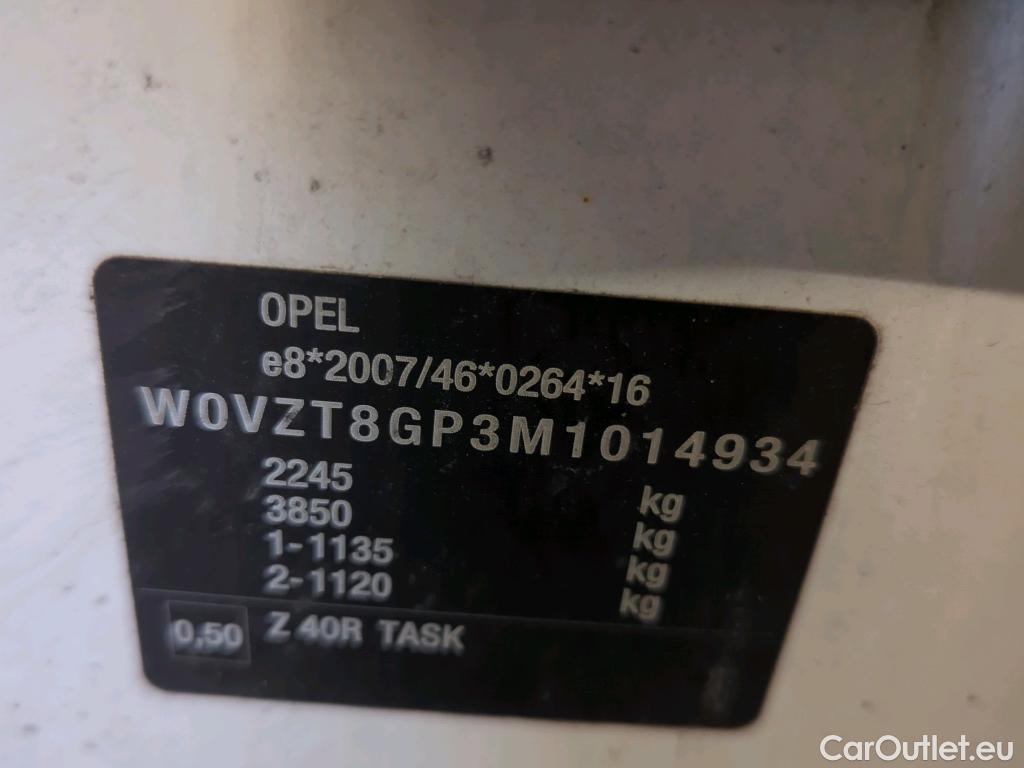 OPEL
e8*2007/46*0264*16
W0VZT8GP3M1014934
2245 kg
3850 kg
1-1135 kg
2-1120 kg
0,50 Z 40R TASK
CarOutlet.eu